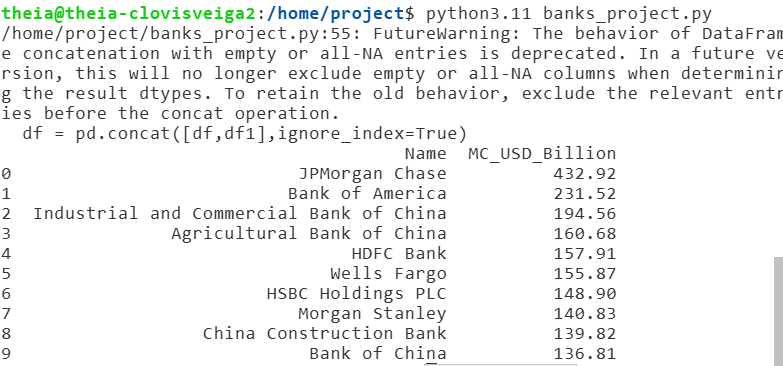 theia@theia-clovisveiga2:/home/project$ python3.11 banks_project.py
/home/project/banks_project.py:55: FutureWarning: The behavior of DataFram
e concatenation with empty or all-NA entries is deprecated. In a future ve
rsion, this will no longer exclude empty or all-NA columns when determinin
g the result dtypes. To retain the old behavior, exclude the relevant entr
ies before the concat operation.
  df = pd.concat([df,df1],ignore_index=True)
                                      Name  MC_USD_Billion
0                           JPMorgan Chase          432.92
1                          Bank of America          231.52
2  Industrial and Commercial Bank of China          194.56
3               Agricultural Bank of China          160.68
4                                HDFC Bank          157.91
5                              Wells Fargo          155.87
6                        HSBC Holdings PLC          148.90
7                           Morgan Stanley          140.83
8                  China Construction Bank          139.82
9                            Bank of China          136.81